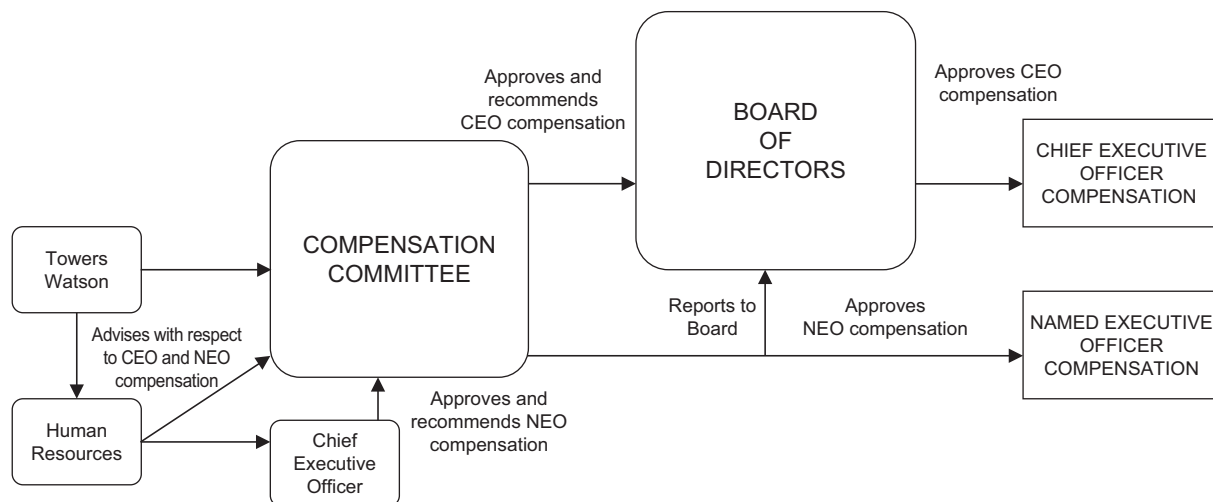 Approves and
recommends
CEO compensation
BOARD
OF
DIRECTORS
Approves CEO
compensation
CHIEF EXECUTIVE
OFFICER
COMPENSATION
COMPENSATION
COMMITTEE
Towers
Watson
Advises with respect
to CEO and NEO
compensation
Reports to
Board
Approves
NEO compensation
NAMED EXECUTIVE
OFFICER
COMPENSATION
Human
Resources
Chief
Executive
Officer
Approves and
recommends NEO
compensation